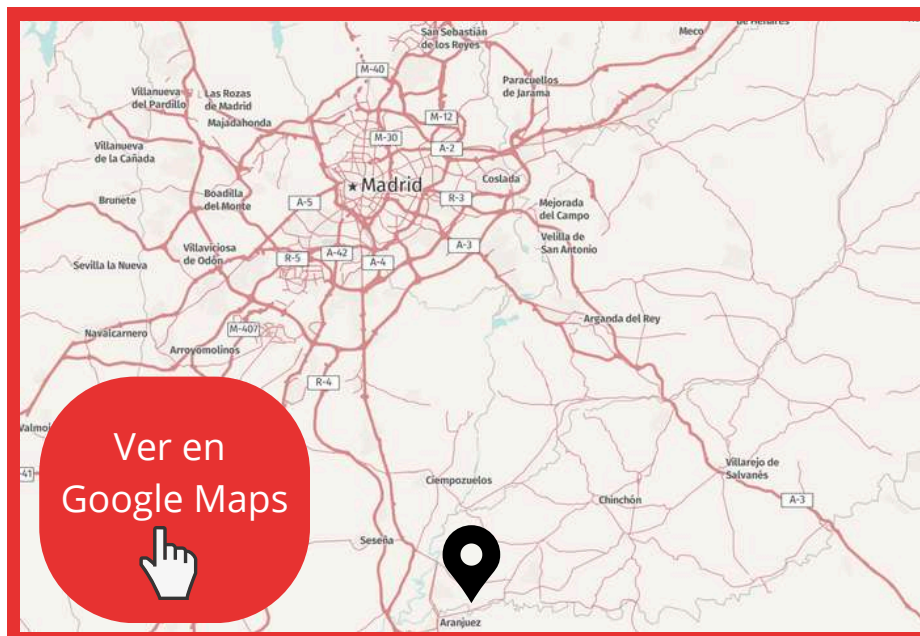 de Henares
San Sebastián
de los Reyes
Meco
M-40
Paracuellos
de Jarama
Villanueva
del Pardillo
Las Rozas
de Madrid
Majadahonda
M-12
M-30
A-2
Villanueva
de la Cañada
★ Madrid
Coslada
Boadilla
del Monte
Brunete
A-5
R-3
Mejorada
del Campo
Velilla de
San Antonio
Villaviciosa
de Odón
A-42
A-3
R-5
A-4
Sevilla la Nueva
Arganda del Rey
Navalcarnero
M-407
Arroyomolinos
R-4
Valmoj
Ver en
Google Maps
-41
Villarejo de
Salvanés
Ciempozuelos
Chinchón
A-3
Seseña
Aranjuez